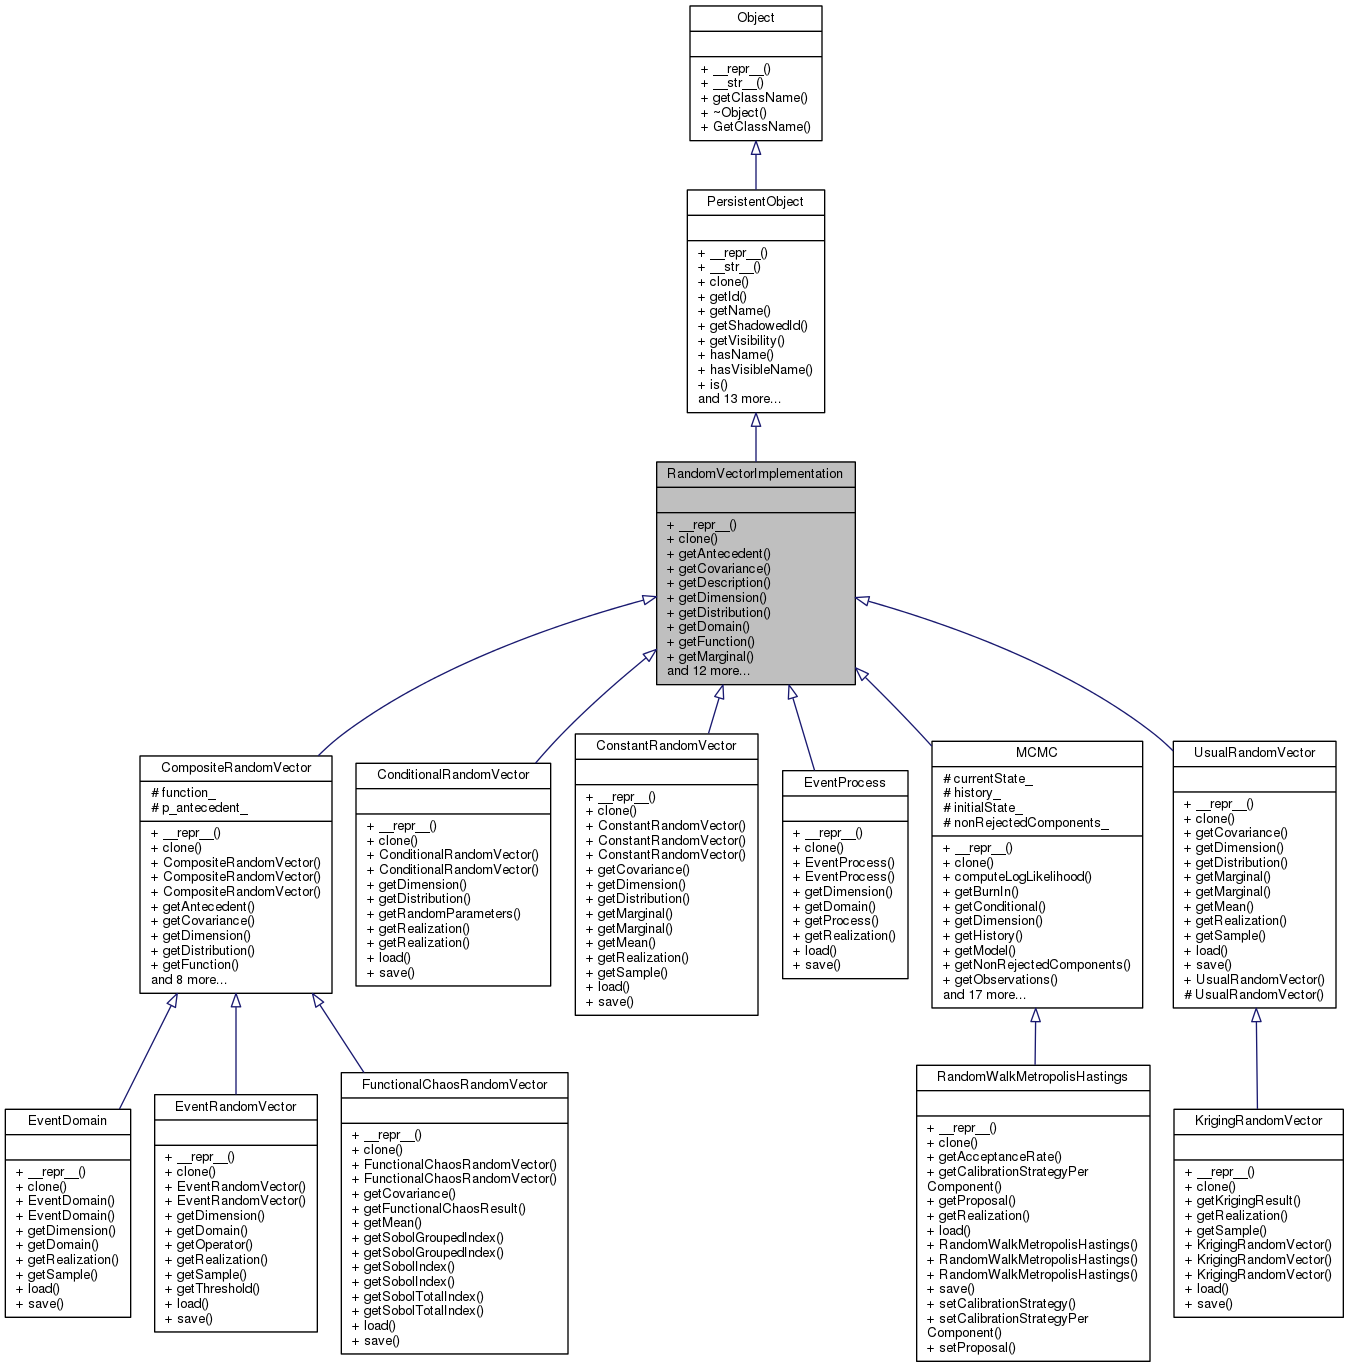 Object
+ __repr__()
+ __str__()
+ getClassName()
+ ~Object()
+ GetClassName()
PersistentObject
+ __repr__()
+ __str__()
+ clone()
+ getId()
+ getName()
+ getShadowedId()
+ getVisibility()
+ hasName()
+ hasVisibleName()
+ is()
and 13 more...
RandomVectorImplementation
+ __repr__()
+ clone()
+ getAntecedent()
+ getCovariance()
+ getDescription()
+ getDimension()
+ getDistribution()
+ getDomain()
+ getFunction()
+ getMarginal()
and 12 more...
CompositeRandomVector
# function_
# p_antecedent_
+ __repr__()
+ clone()
+ CompositeRandomVector()
+ CompositeRandomVector()
+ CompositeRandomVector()
+ getAntecedent()
+ getCovariance()
+ getDimension()
+ getDistribution()
+ getFunction()
and 8 more...
ConditionalRandomVector
+ __repr__()
+ clone()
+ ConditionalRandomVector()
+ ConditionalRandomVector()
+ getDimension()
+ getDistribution()
+ getRandomParameters()
+ getRealization()
+ getRealization()
+ load()
+ save()
ConstantRandomVector
+ __repr__()
+ clone()
+ ConstantRandomVector()
+ ConstantRandomVector()
+ ConstantRandomVector()
+ getCovariance()
+ getDimension()
+ getDistribution()
+ getMarginal()
+ getMarginal()
+ getMean()
+ getRealization()
+ getSample()
+ load()
+ save()
EventProcess
+ __repr__()
+ clone()
+ EventProcess()
+ EventProcess()
+ getDimension()
+ getDomain()
+ getProcess()
+ getRealization()
+ load()
+ save()
MCMC
# currentState_
# history_
# initialState_
# nonRejectedComponents_
+ __repr__()
+ clone()
+ computeLogLikelihood()
+ getBurnIn()
+ getConditional()
+ getDimension()
+ getHistory()
+ getModel()
+ getNonRejectedComponents()
+ getObservations()
and 17 more...
UsualRandomVector
+ __repr__()
+ clone()
+ getCovariance()
+ getDimension()
+ getDistribution()
+ getMarginal()
+ getMarginal()
+ getMean()
+ getRealization()
+ getSample()
+ load()
+ save()
+ UsualRandomVector()
# UsualRandomVector()
EventDomain
+ __repr__()
+ clone()
+ EventDomain()
+ EventDomain()
+ getDimension()
+ getDomain()
+ getRealization()
+ getSample()
+ load()
+ save()
EventRandomVector
+ __repr__()
+ clone()
+ EventRandomVector()
+ EventRandomVector()
+ getDimension()
+ getDomain()
+ getOperator()
+ getRealization()
+ getSample()
+ getThreshold()
+ load()
+ save()
FunctionalChaosRandomVector
+ __repr__()
+ clone()
+ FunctionalChaosRandomVector()
+ FunctionalChaosRandomVector()
+ getCovariance()
+ getFunctionalChaosResult()
+ getMean()
+ getSobolGroupedIndex()
+ getSobolGroupedIndex()
+ getSobolIndex()
+ getSobolIndex()
+ getSobolTotalIndex()
+ getSobolTotalIndex()
+ load()
+ save()
RandomWalkMetropolisHastings
+ __repr__()
+ clone()
+ getAcceptanceRate()
+ getCalibrationStrategyPer
Component()
+ getProposal()
+ getRealization()
+ load()
+ RandomWalkMetropolisHastings()
+ RandomWalkMetropolisHastings()
+ RandomWalkMetropolisHastings()
+ save()
+ setCalibrationStrategy()
+ setCalibrationStrategyPer
Component()
+ setProposal()
KrigingRandomVector
+ __repr__()
+ clone()
+ getKrigingResult()
+ getRealization()
+ getSample()
+ KrigingRandomVector()
+ KrigingRandomVector()
+ KrigingRandomVector()
+ load()
+ save()